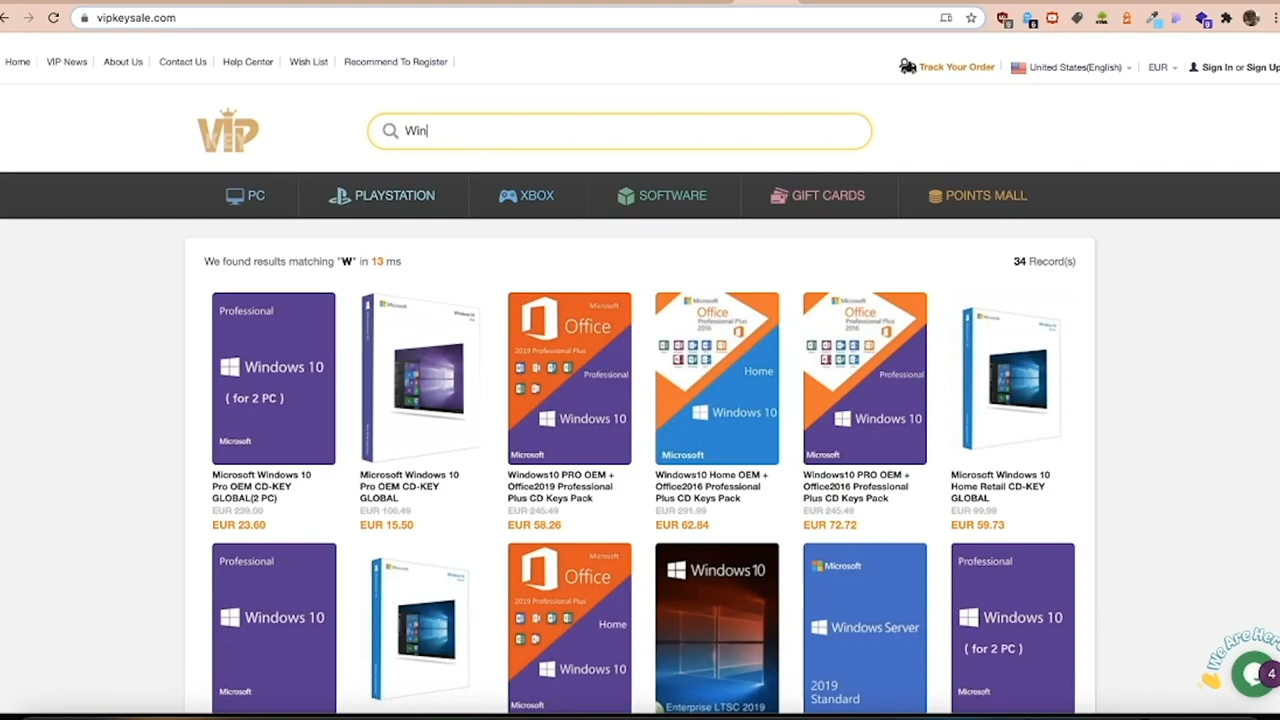 vipkeysale.com
Home VIP News About Us Contact Us Help Center Wish List Recommend To Register
Track Your Order United States(English) EUR Sign In or Sign Up
VIP
Win
PC PLAYSTATION XBOX SOFTWARE GIFT CARDS POINTS MALL
We found results matching "W" in 13 ms
34 Record(s)
Professional
Windows 10
( for 2 PC )
Microsoft
Microsoft
Microsoft
Office
2019 Professional Plus
Professional
Windows 10
Microsoft
Microsoft
Office
Professional Plus
2016
Home
Windows 10
Microsoft
Microsoft
Office
Professional Plus
2016
Professional
Windows 10
Microsoft
Microsoft
Microsoft Windows 10
Pro OEM CD-KEY
GLOBAL(2 PC)
EUR 239.00
EUR 23.60
Microsoft Windows 10
Pro OEM CD-KEY
GLOBAL
EUR 106.49
EUR 15.50
Windows10 PRO OEM +
Office2019 Professional
Plus CD Keys Pack
EUR 245.49
EUR 58.26
Windows10 Home OEM +
Office2016 Professional
Plus CD Keys Pack
EUR 291.99
EUR 62.84
Windows10 PRO OEM +
Office2016 Professional
Plus CD Keys Pack
EUR 245.49
EUR 72.72
Microsoft Windows 10
Home Retail CD-KEY
GLOBAL
EUR 99.99
EUR 59.73
Professional
Windows 10
Microsoft
Microsoft
Microsoft
Office
2019 Professional Plus
Home
Windows 10
Microsoft
Windows 10
Enterprise LTSC 2019
Microsoft
Windows Server
2019
Standard
Professional
Windows 10
( for 2 PC )
Microsoft
We Are Here
4